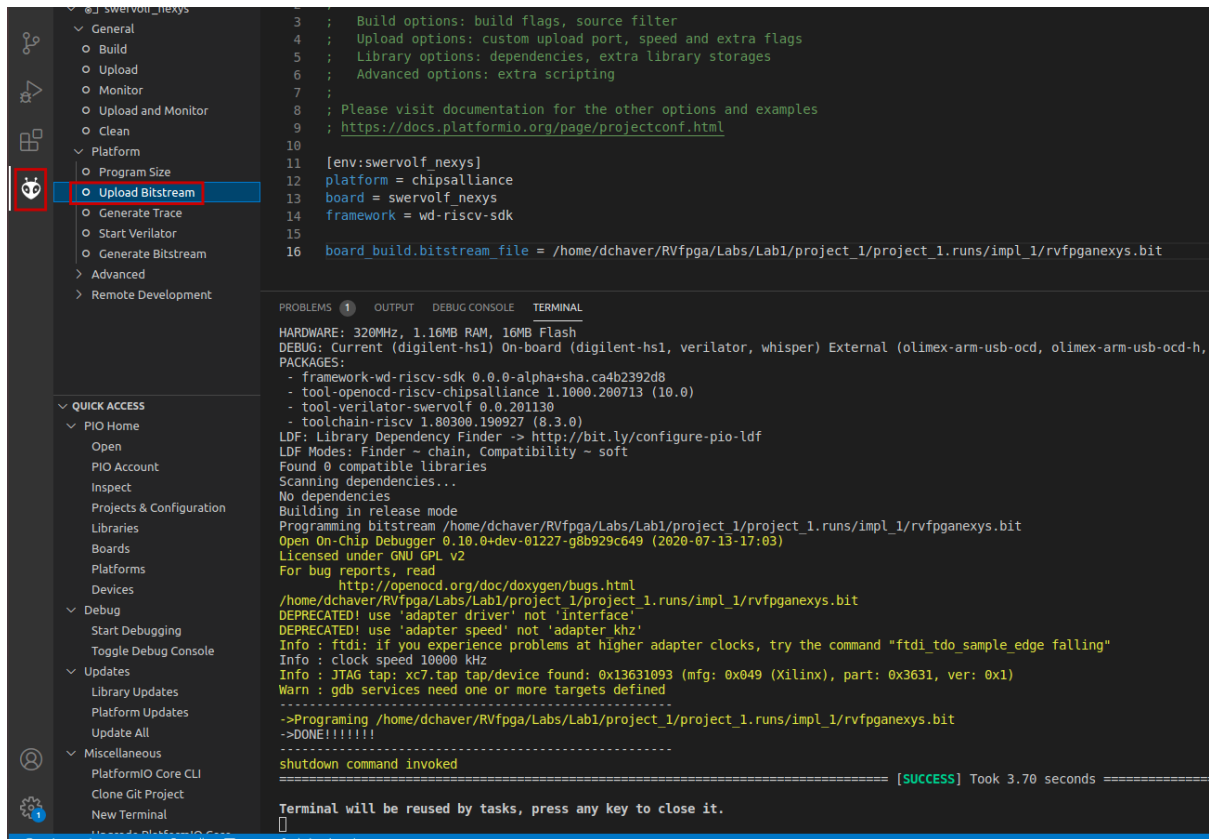 swervolf_nexys
General
Build
Upload
Monitor
Upload and Monitor
Clean
Platform
Program Size
Upload Bitstream
Generate Trace
Start Verilator
Generate Bitstream
Advanced
Remote Development
QUICK ACCESS
PIO Home
Open
PIO Account
Inspect
Projects & Configuration
Libraries
Boards
Platforms
Devices
Debug
Start Debugging
Toggle Debug Console
Updates
Library Updates
Platform Updates
Update All
Miscellaneous
PlatformIO Core CLI
Clone Git Project
New Terminal
Upgrade PlatformIO Core
1
2 ;
3 ; Build options: build flags, source filter
4 ; Upload options: custom upload port, speed and extra flags
5 ; Library options: dependencies, extra library storages
6 ; Advanced options: extra scripting
7 ;
8 ; Please visit documentation for the other options and examples
9 ; https://docs.platformio.org/page/projectconf.html
10
11 [env:swervolf_nexys]
12 platform = chipsalliance
13 board = swervolf_nexys
14 framework = wd-riscv-sdk
15
16 board_build.bitstream_file = /home/dchaver/RVfpga/Labs/Lab1/project_1/project_1.runs/impl_1/rvfpganexys.bit
PROBLEMS 1 OUTPUT DEBUG CONSOLE TERMINAL
HARDWARE: 320MHz, 1.16MB RAM, 16MB Flash
DEBUG: Current (digilent-hs1) On-board (digilent-hs1, verilator, whisper) External (olimex-arm-usb-ocd, olimex-arm-usb-ocd-h,
PACKAGES:
- framework-wd-riscv-sdk 0.0.0-alpha+sha.ca4b2392d8
- tool-openocd-riscv-chipsalliance 1.1000.200713 (10.0)
- tool-verilator-swervolf 0.0.201130
- toolchain-riscv 1.80300.190927 (8.3.0)
LDF: Library Dependency Finder -> http://bit.ly/configure-pio-ldf
LDF Modes: Finder ~ chain, Compatibility ~ soft
Found 0 compatible libraries
Scanning dependencies...
No dependencies
Building in release mode
Programming bitstream /home/dchaver/RVfpga/Labs/Lab1/project_1/project_1.runs/impl_1/rvfpganexys.bit
Open On-Chip Debugger 0.10.0+dev-01227-g8b929c649 (2020-07-13-17:03)
Licensed under GNU GPL v2
For bug reports, read
http://openocd.org/doc/doxygen/bugs.html
/home/dchaver/RVfpga/Labs/Lab1/project_1/project_1.runs/impl_1/rvfpganexys.bit
DEPRECATED! use 'adapter driver' not 'interface'
DEPRECATED! use 'adapter speed' not 'adapter_khz'
Info : ftdi: if you experience problems at higher adapter clocks, try the command "ftdi_tdo_sample_edge falling"
Info : clock speed 10000 kHz
Info : JTAG tap: xc7.tap tap/device found: 0x13631093 (mfg: 0x049 (Xilinx), part: 0x3631, ver: 0x1)
Warn : gdb services need one or more targets defined
-----------------------------------------------------
->Programing /home/dchaver/RVfpga/Labs/Lab1/project_1/project_1.runs/impl_1/rvfpganexys.bit
->DONE!!!!!!!
-----------------------------------------------------
shutdown command invoked
=============== [SUCCESS] Took 3.70 seconds ===============
Terminal will be reused by tasks, press any key to close it.